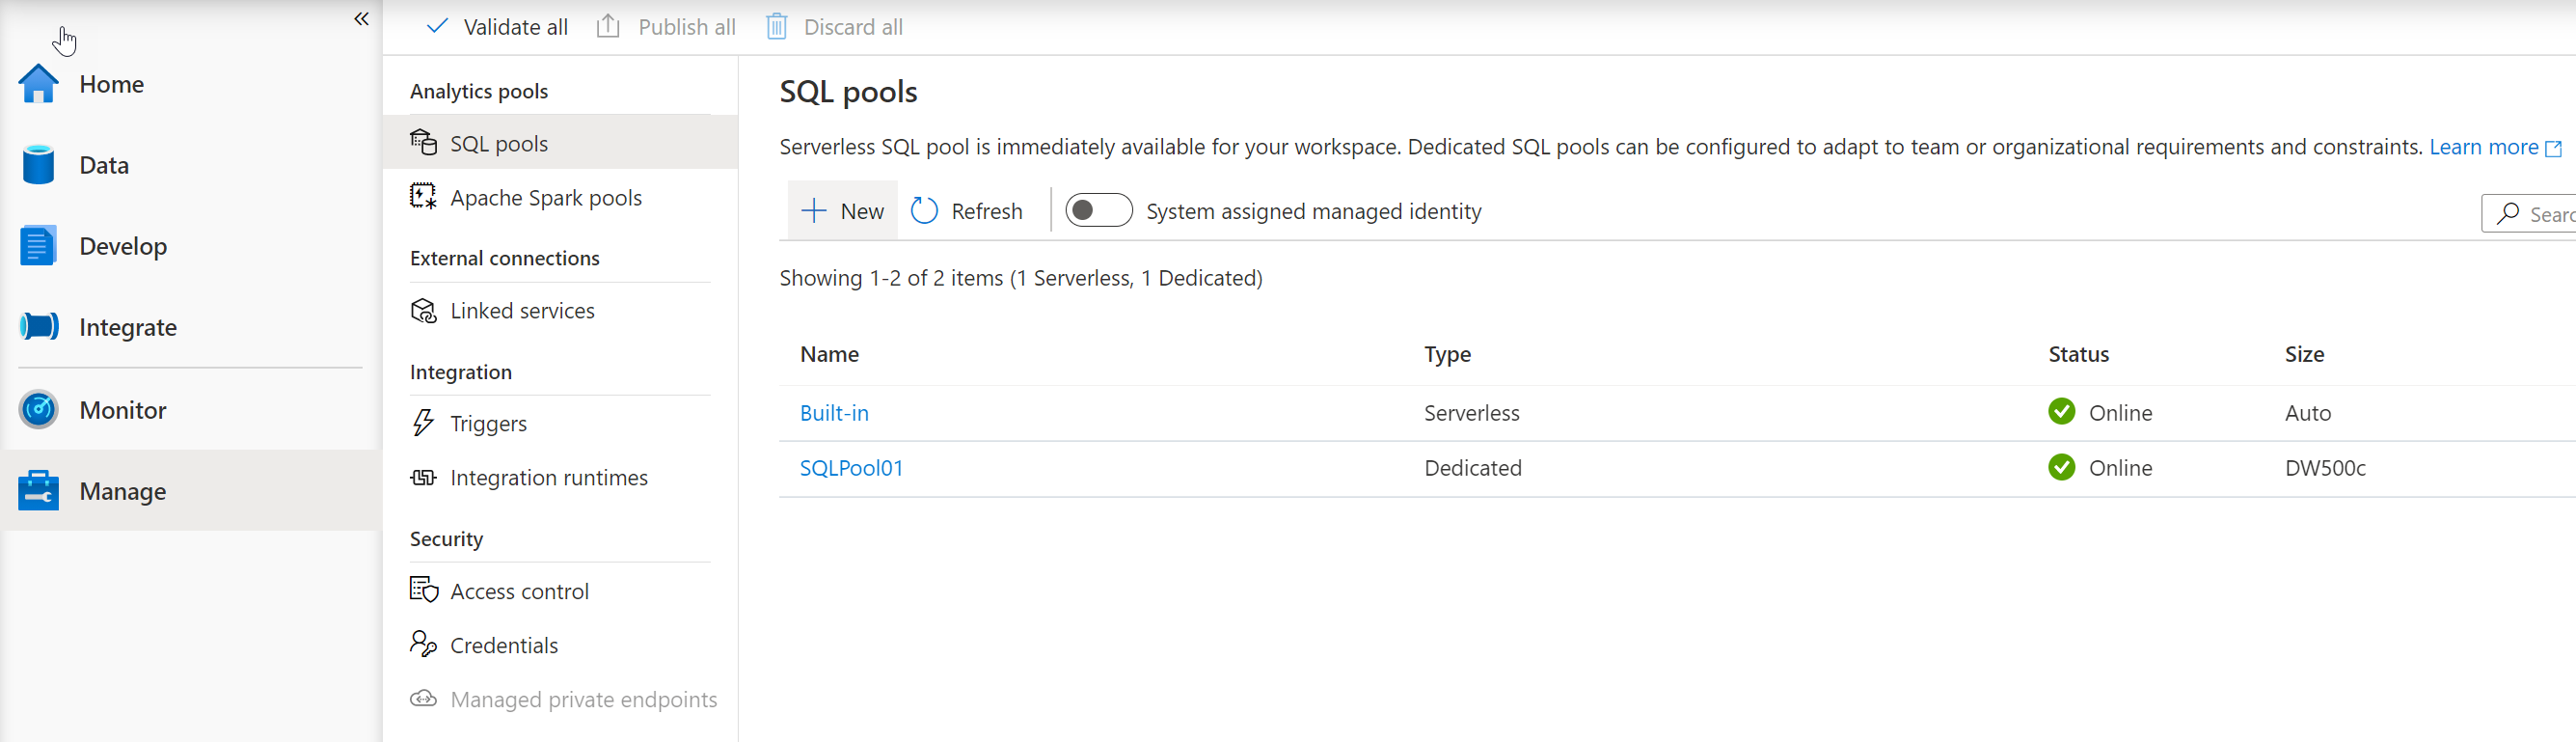 Home
Data
Develop
Integrate
Monitor
Manage
Validate all
Publish all
Discard all
Analytics pools
SQL pools
Apache Spark pools
External connections
Linked services
Integration
Triggers
Integration runtimes
Security
Access control
Credentials
Managed private endpoints
SQL pools
Serverless SQL pool is immediately available for your workspace. Dedicated SQL pools can be configured to adapt to team or organizational requirements and constraints. Learn more
New
Refresh
System assigned managed identity
Searc
Showing 1-2 of 2 items (1 Serverless, 1 Dedicated)
Name Type Status Size
Built-in Serverless Online Auto
SQLPool01 Dedicated Online DW500c